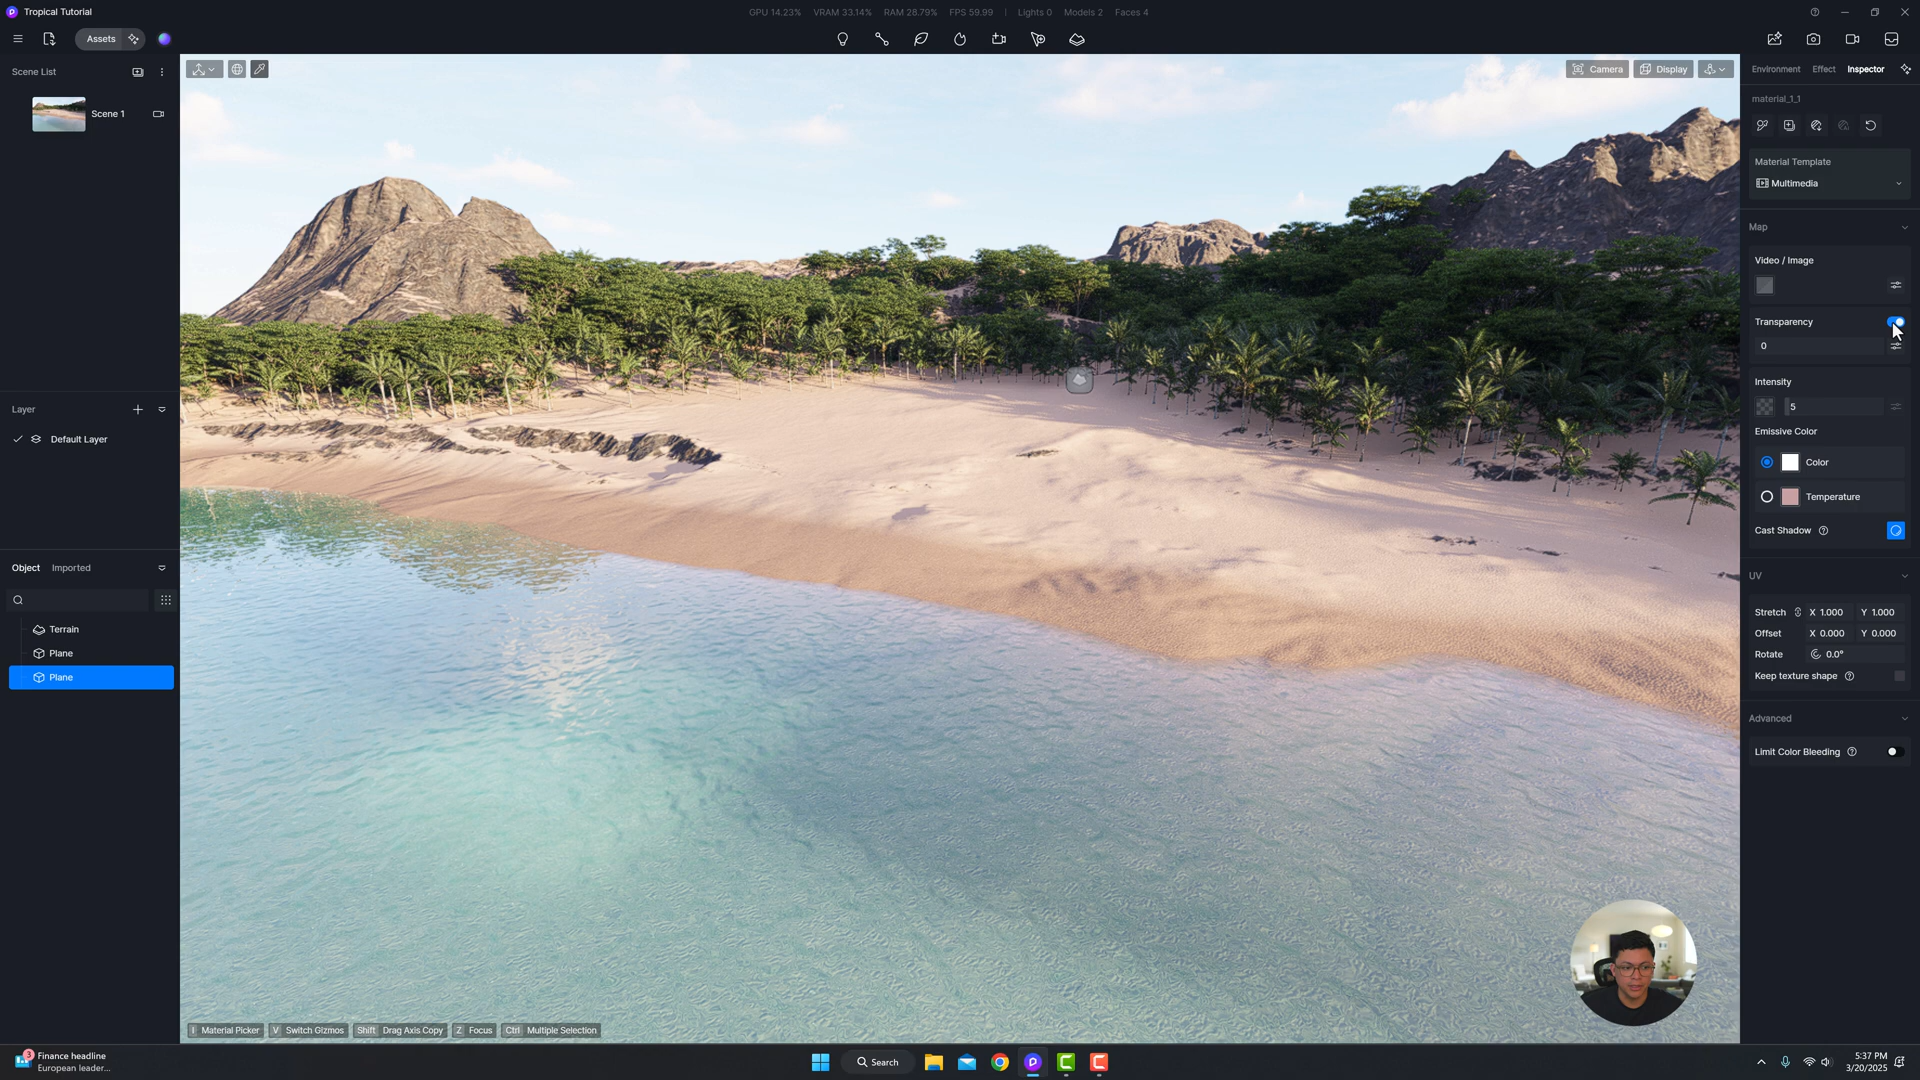 Tropical Tutorial
GPU 14.23% VRAM 33.14% RAM 28.79% FPS 59.99 | Lights 0 Models 2 Faces 4
Assets
Scene List
Scene 1
Layer
Default Layer
Object Imported
Terrain
Plane
Plane
Camera
Display
I Material Picker V Switch Gizmos Shift Drag Axis Copy Z Focus Ctrl Multiple Selection
Environment Effect Inspector
material_1_1
Material Template
Multimedia
Map
Video / Image
Transparency
0
Intensity
5
Emissive Color
Color
Temperature
Cast Shadow
UV
Stretch X 1.000 Y 1.000
Offset X 0.000 Y 0.000
Rotate 0.0°
Keep texture shape
Advanced
Limit Color Bleeding
3
Finance headline
European leader...
Search
5:37 PM
3/20/2025